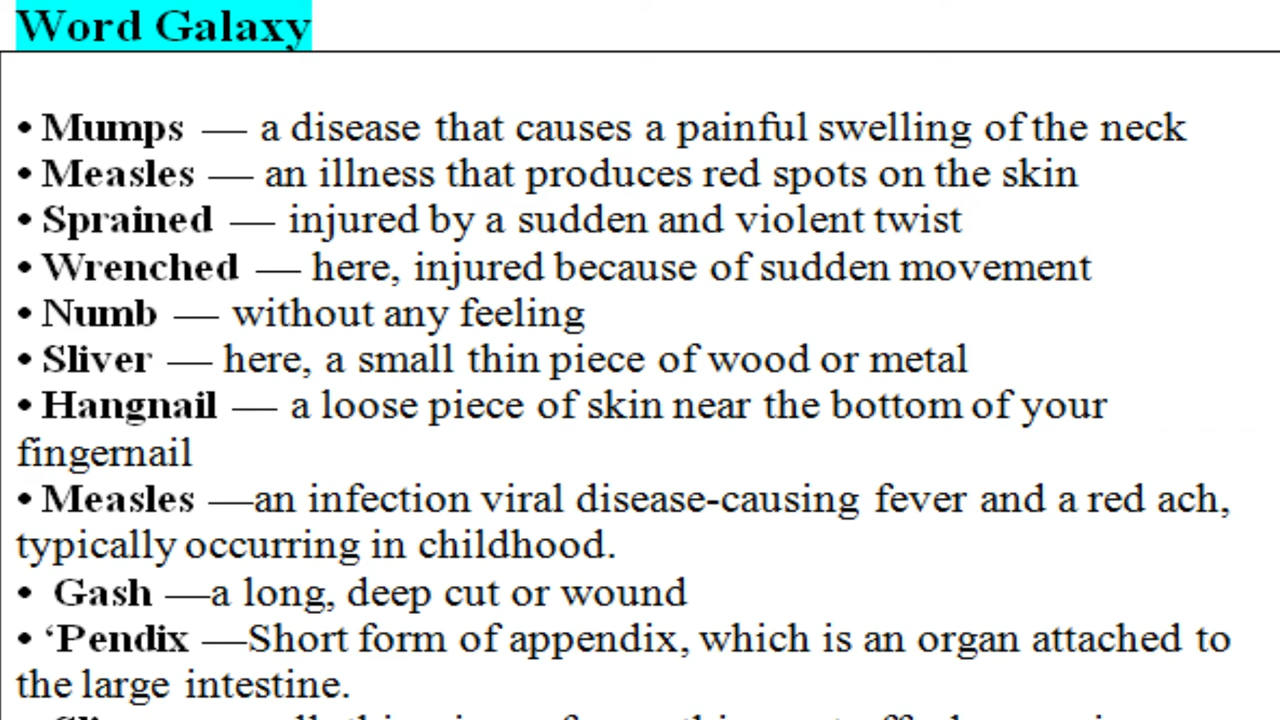 Word Galaxy
• Mumps — a disease that causes a painful swelling of the neck
• Measles — an illness that produces red spots on the skin
• Sprained — injured by a sudden and violent twist
• Wrenched — here, injured because of sudden movement
• Numb — without any feeling
• Sliver — here, a small thin piece of wood or metal
• Hangnail — a loose piece of skin near the bottom of your
fingernail
• Measles —an infection viral disease-causing fever and a red ach,
typically occurring in childhood.
• Gash —a long, deep cut or wound
• ‘Pendix —Short form of appendix, which is an organ attached to
the large intestine.